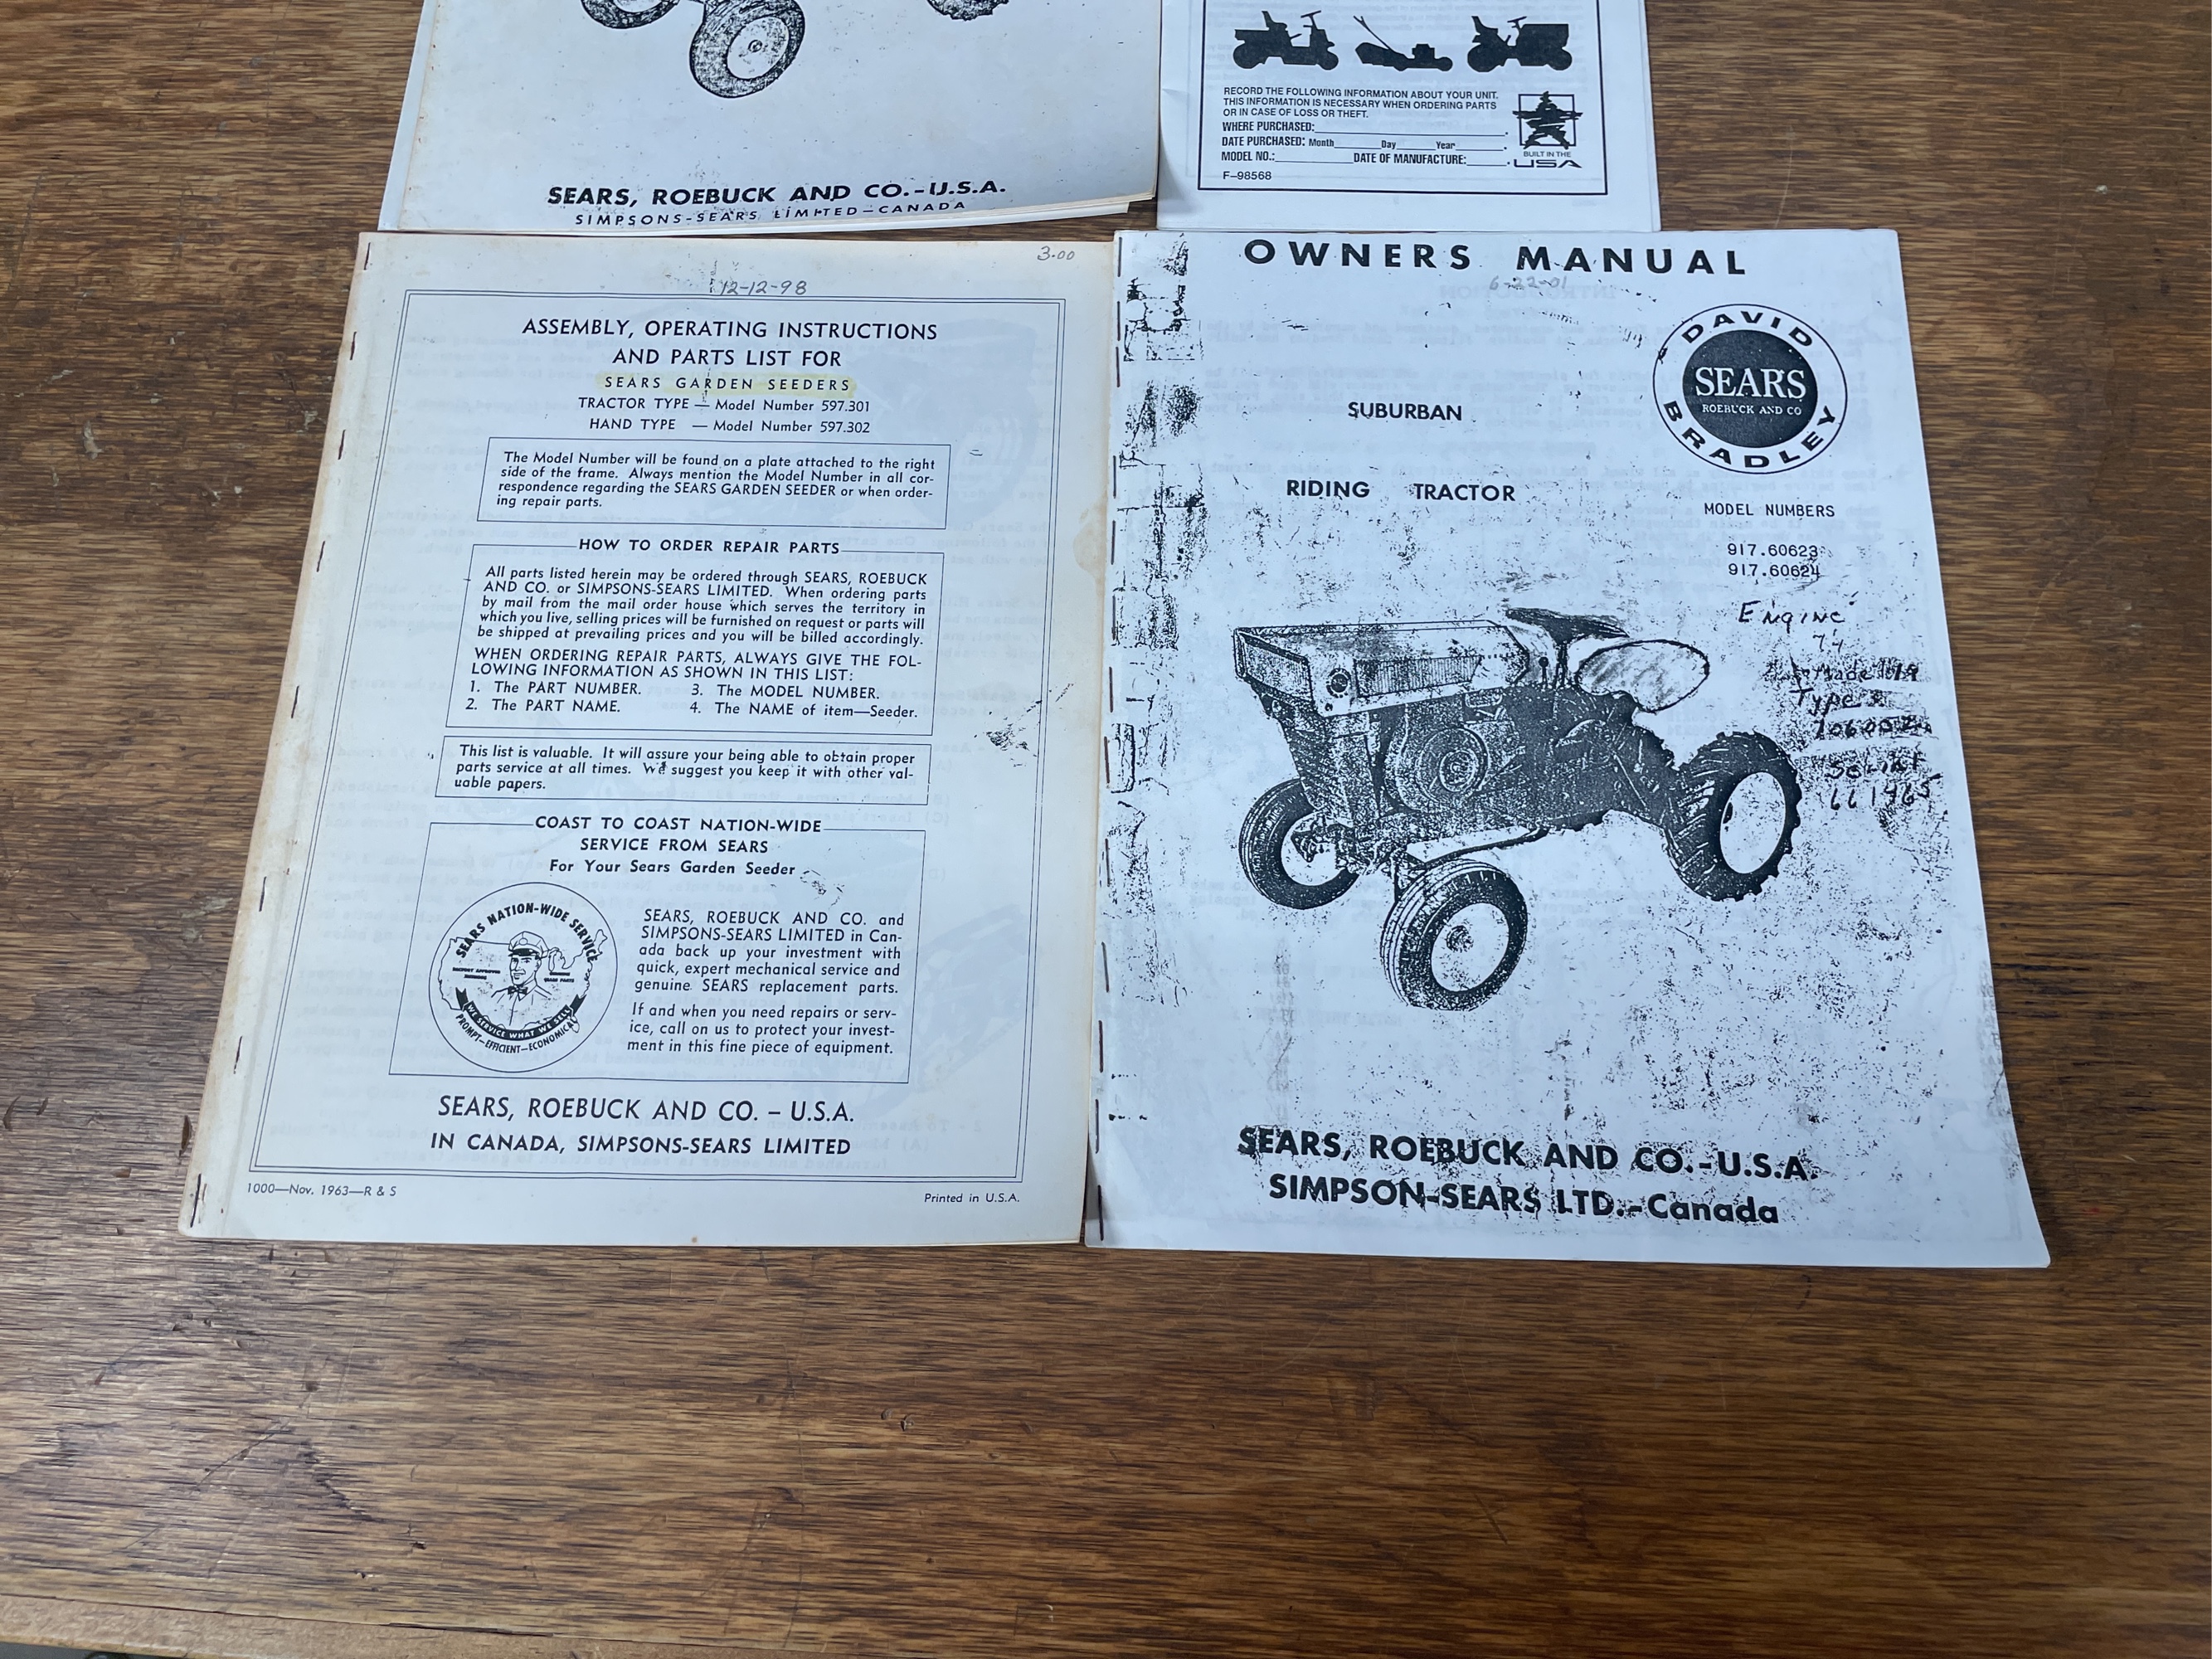 SEARS, ROEBUCK AND CO.-U.S.A.
SIMPSONS-SEARS LIMITED-CANADA
RECORD THE FOLLOWING INFORMATION ABOUT YOUR UNIT.
THIS INFORMATION IS NECESSARY WHEN ORDERING PARTS
OR IN CASE OF LOSS OR THEFT.
WHERE PURCHASED:
DATE PURCHASED: Month Day Year
MODEL NO.: DATE OF MANUFACTURE:
F-98568
BUILT IN THE
USA
3.00
12-12-98
ASSEMBLY, OPERATING INSTRUCTIONS
AND PARTS LIST FOR
SEARS GARDEN SEEDERS
TRACTOR TYPE — Model Number 597.301
HAND TYPE — Model Number 597.302
The Model Number will be found on a plate attached to the right
side of the frame. Always mention the Model Number in all cor-
respondence regarding the SEARS GARDEN SEEDER or when order-
ing repair parts.
HOW TO ORDER REPAIR PARTS
All parts listed herein may be ordered through SEARS, ROEBUCK
AND CO. or SIMPSONS-SEARS LIMITED. When ordering parts
by mail from the mail order house which serves the territory in
which you live, selling prices will be furnished on request or parts will
be shipped at prevailing prices and you will be billed accordingly.
WHEN ORDERING REPAIR PARTS, ALWAYS GIVE THE FOL-
LOWING INFORMATION AS SHOWN IN THIS LIST:
1. The PART NUMBER. 3. The MODEL NUMBER.
2. The PART NAME. 4. The NAME of item—Seeder.
This list is valuable. It will assure your being able to obtain proper
parts service at all times. We suggest you keep it with other val-
uable papers.
COAST TO COAST NATION-WIDE
SERVICE FROM SEARS
For Your Sears Garden Seeder
SEARS NATION-WIDE SERVICE
WE SERVICE WHAT WE SELL
PROMPT-EFFICIENT-ECONOMICAL
SEARS, ROEBUCK AND CO. and
SIMPSONS-SEARS LIMITED in Can-
ada back up your investment with
quick, expert mechanical service and
genuine SEARS replacement parts.
If and when you need repairs or serv-
ice, call on us to protect your invest-
ment in this fine piece of equipment.
SEARS, ROEBUCK AND CO. – U.S.A.
IN CANADA, SIMPSONS-SEARS LIMITED
1000—Nov. 1963—R & S
Printed in U.S.A.
OWNERS MANUAL
6-22-01
DAVID
BRADLEY
SEARS
ROEBUCK AND CO
SUBURBAN
RIDING TRACTOR
MODEL NUMBERS
917.60623
917.60624
ENGINE
Type
SEARS, ROEBUCK AND CO.-U.S.A.
SIMPSON-SEARS LTD.-Canada